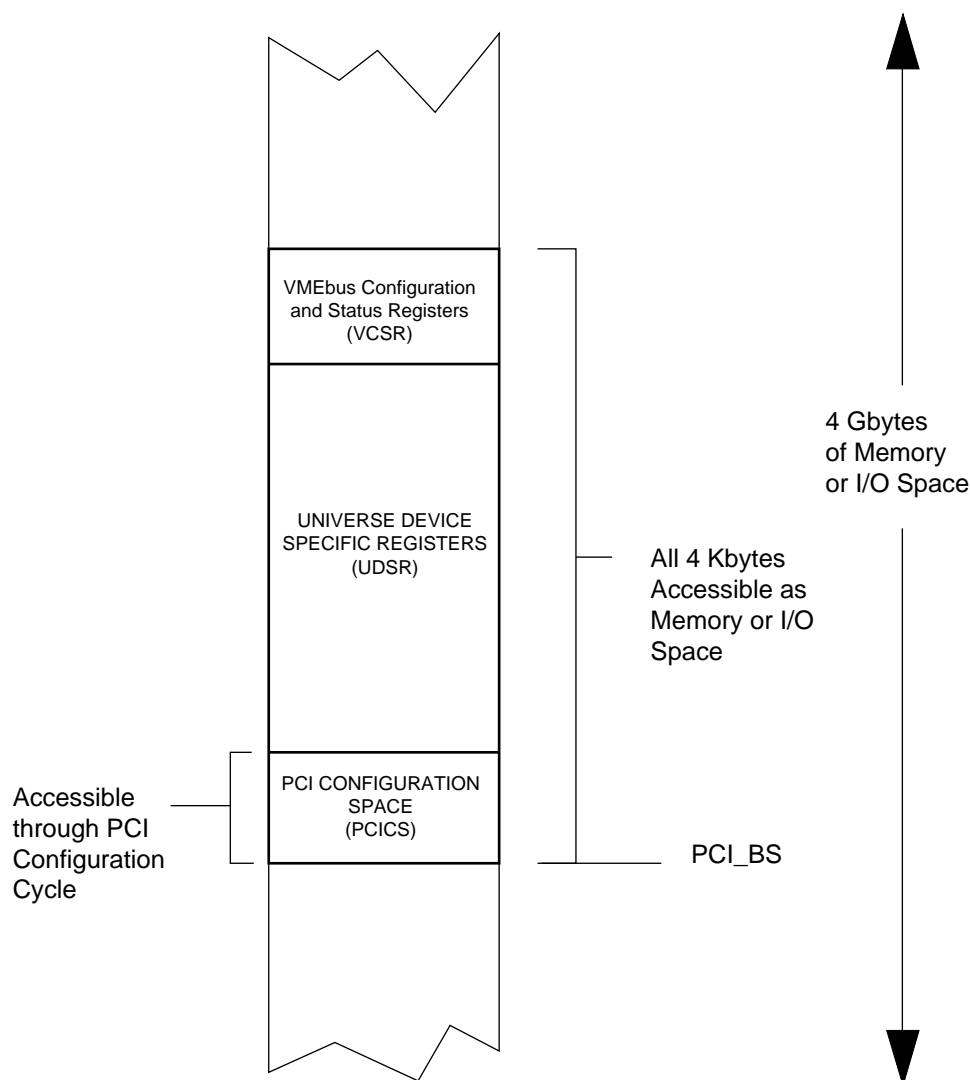 VMEbus Configuration
and Status Registers
(VCSR)
4 Gbytes
of Memory
or I/O Space
UNIVERSE DEVICE
SPECIFIC REGISTERS
(UDSR)
All 4 Kbytes
Accessible as
Memory or I/O
Space
PCI CONFIGURATION
SPACE
(PCICS)
Accessible
through PCI
Configuration
Cycle
PCI_BS